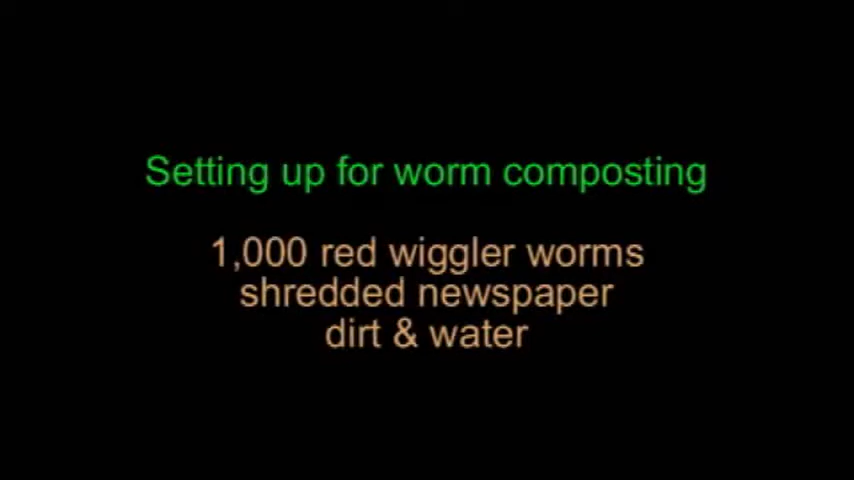 Setting up for worm composting
1,000 red wiggler worms
shredded newspaper
dirt & water